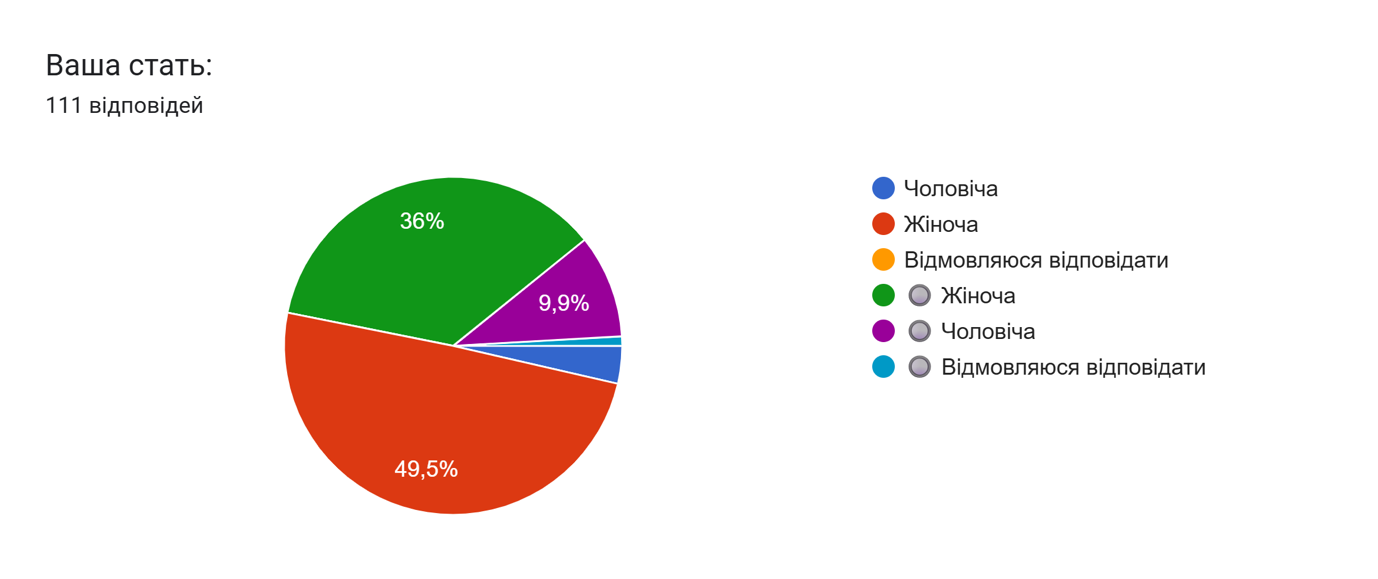 Ваша стать:
111 відповідей
36%
9,9%
49,5%
Чоловіча
Жіноча
Відмовляюся відповідати
🔘 Жіноча
🔘 Чоловіча
🔘 Відмовляюся відповідати